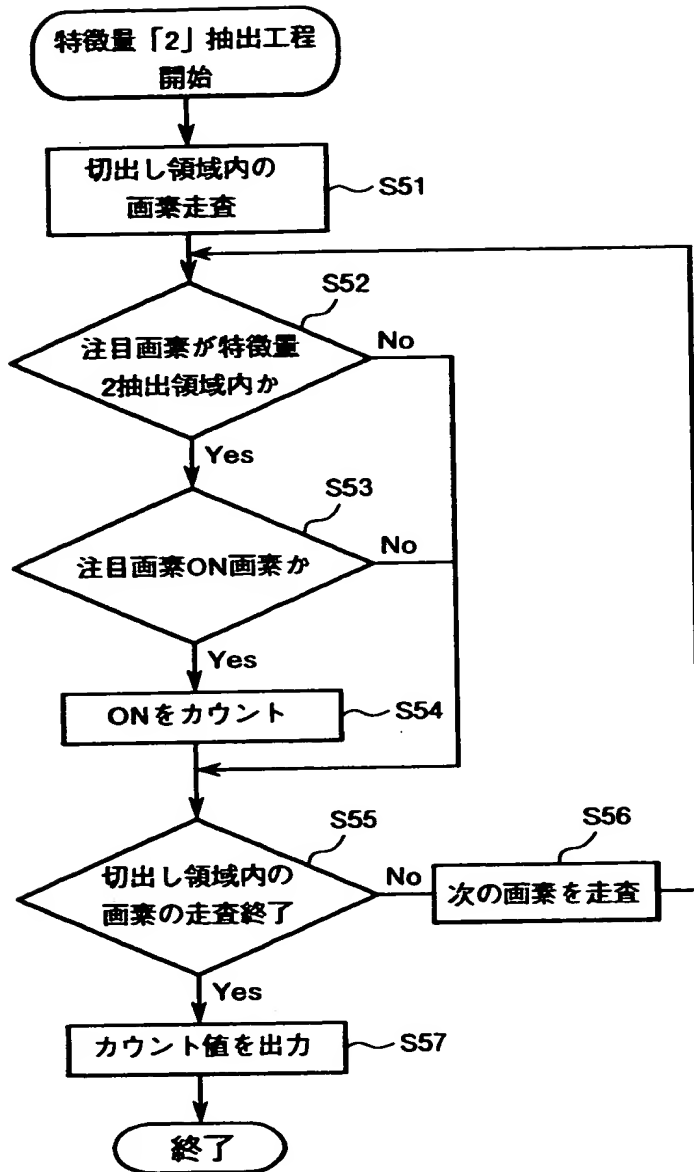 特徴量「2」抽出工程
開始
切出し領域内の
画素走査
S51
S52
注目画素が特徴量
2抽出領域内か
No
Yes
S53
注目画素ON画素か
No
Yes
ONをカウント
S54
S55
切出し領域内の
画素の走査終了
No
S56
次の画素を走査
Yes
カウント値を出力
S57
終了